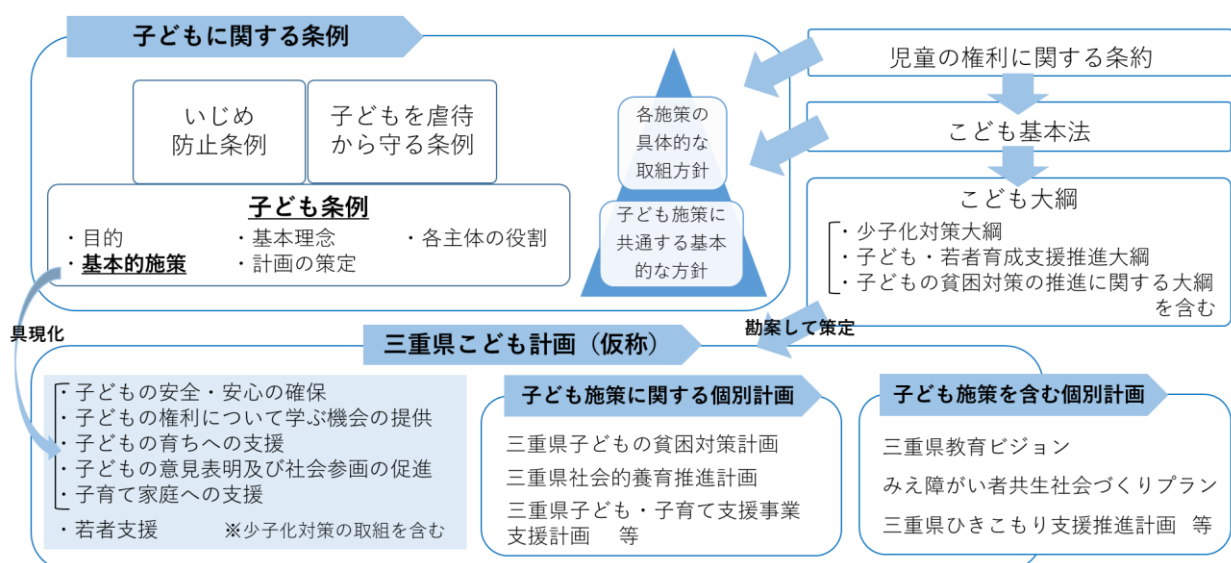 子どもに関する条例
いじめ
防止条例
子どもを虐待
から守る条例
子ども条例
・目的
・基本理念
・各主体の役割
・基本的施策
・計画の策定
各施策の
具体的な
取組方針
子ども施策に
共通する基本
的な方針
児童の権利に関する条約
こども基本法
こども大綱
・少子化対策大綱
・子ども・若者育成支援推進大綱
・子どもの貧困対策の推進に関する大綱
を含む
具現化
勘案して策定
三重県こども計画（仮称）
・子どもの安全・安心の確保
・子どもの権利について学ぶ機会の提供
・子どもの育ちへの支援
・子どもの意見表明及び社会参画の促進
・子育て家庭への支援
・若者支援 ※少子化対策の取組を含む
子ども施策に関する個別計画
三重県子どもの貧困対策計画
三重県社会的養育推進計画
三重県子ども・子育て支援事業
支援計画 等
子ども施策を含む個別計画
三重県教育ビジョン
みえ障がい者共生社会づくりプラン
三重県ひきこもり支援推進計画 等